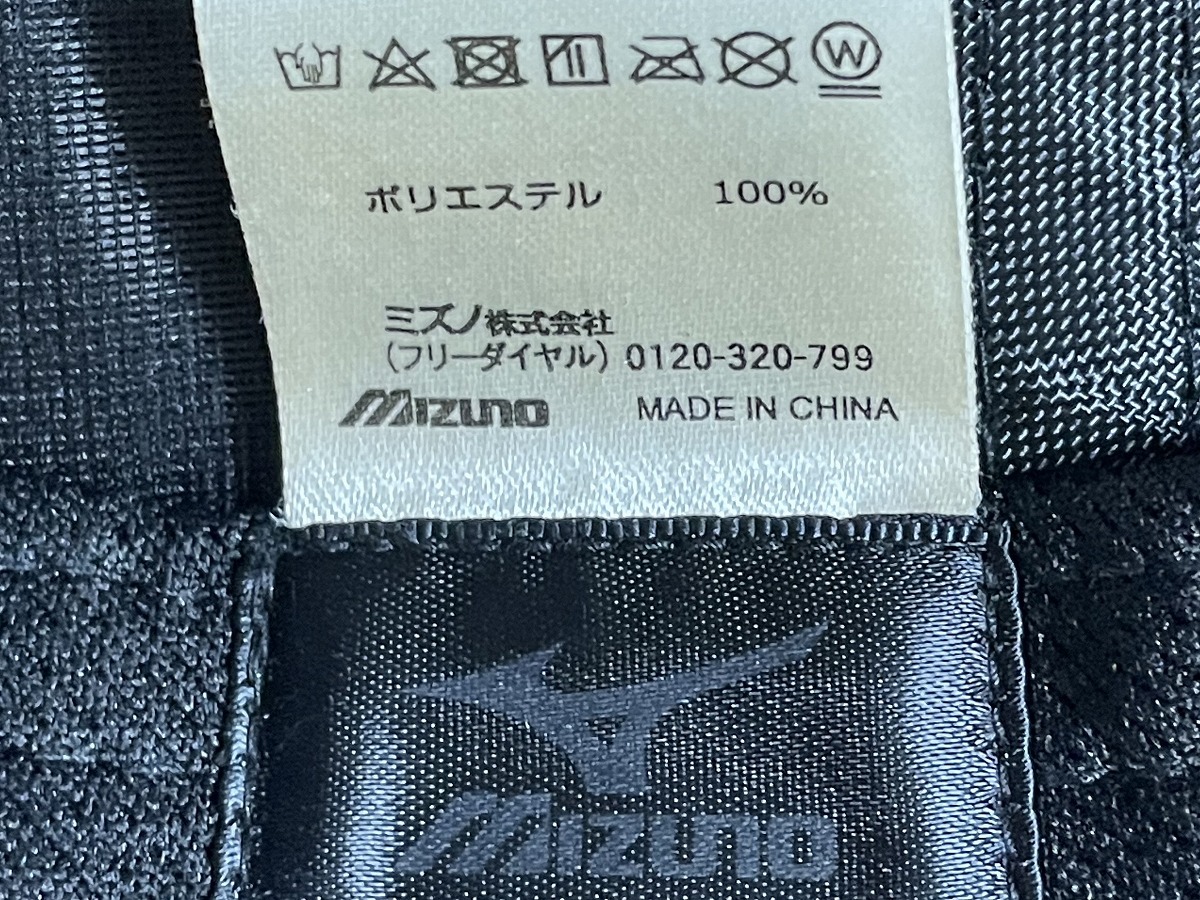 W
ポリエステル 100%
ミズノ株式会社
(フリーダイヤル) 0120-320-799
MIZUNO MADE IN CHINA
MIZUNO